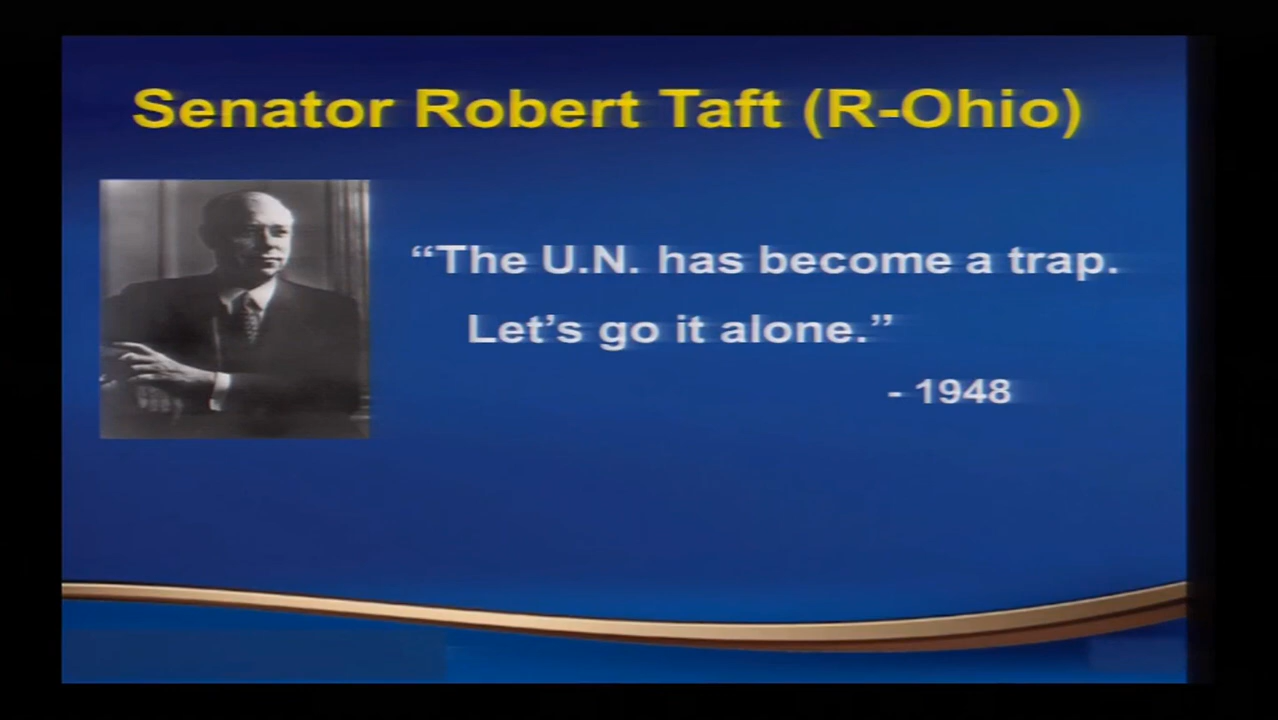 Senator Robert Taft (R-Ohio)
“The U.N. has become a trap.
Let’s go it alone.”
- 1948